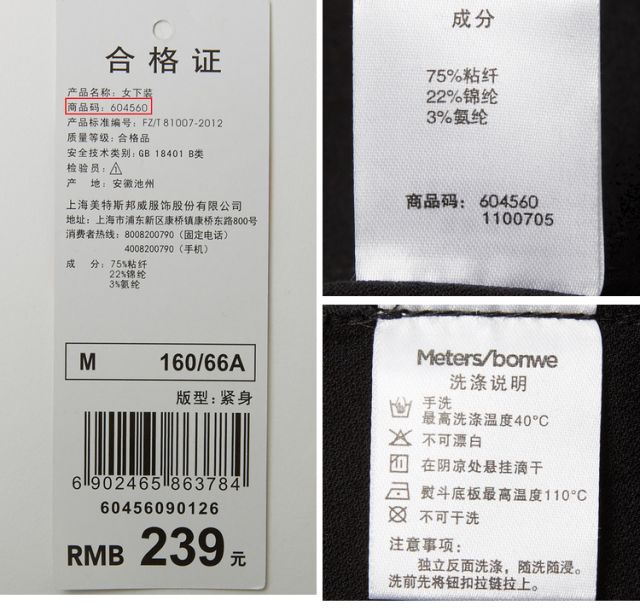 合格证
产品名称: 女下装
商品码: 604560
产品标准编号: FZ/T 81007-2012
质量等级: 合格品
安全技术类别: GB 18401 B类
检验员: 1
产 地: 安徽池州
上海美特斯邦威服饰股份有限公司
地址: 上海市浦东新区康桥镇康桥东路800号
消费者热线: 8008200790 (固定电话)
4008200790 (手机)
成 分: 75%粘纤
22%锦纶
3%氨纶
M 160/66A
版型: 紧身
6 902465 863784
60456090126
RMB 239元
成分
75%粘纤
22%锦纶
3%氨纶
商品码: 604560
1100705
Meters/bonwe
洗涤说明
手洗
最高洗涤温度40°C
不可漂白
在阴凉处悬挂滴干
熨斗底板最高温度110°C
不可干洗
注意事项:
独立反面洗涤, 随洗随浸。
洗前先将钮扣拉链拉上。